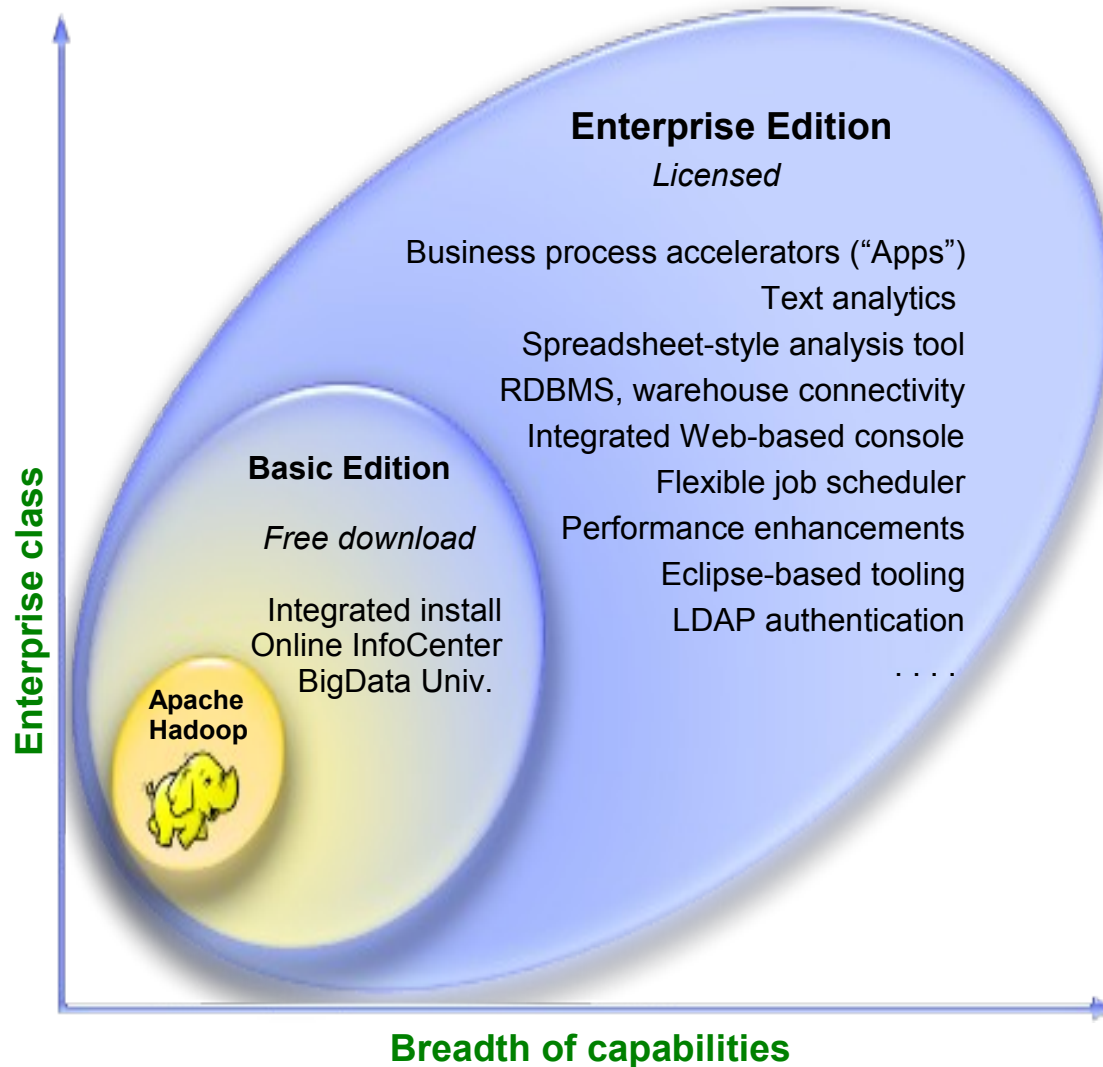 Enterprise Edition
Licensed
Business process accelerators (“Apps”)
Text analytics
Spreadsheet-style analysis tool
RDBMS, warehouse connectivity
Integrated Web-based console
Flexible job scheduler
Performance enhancements
Eclipse-based tooling
LDAP authentication
. . . .
Basic Edition
Free download
Integrated install
Online InfoCenter
BigData Univ.
Apache
Hadoop
Enterprise class
Breadth of capabilities